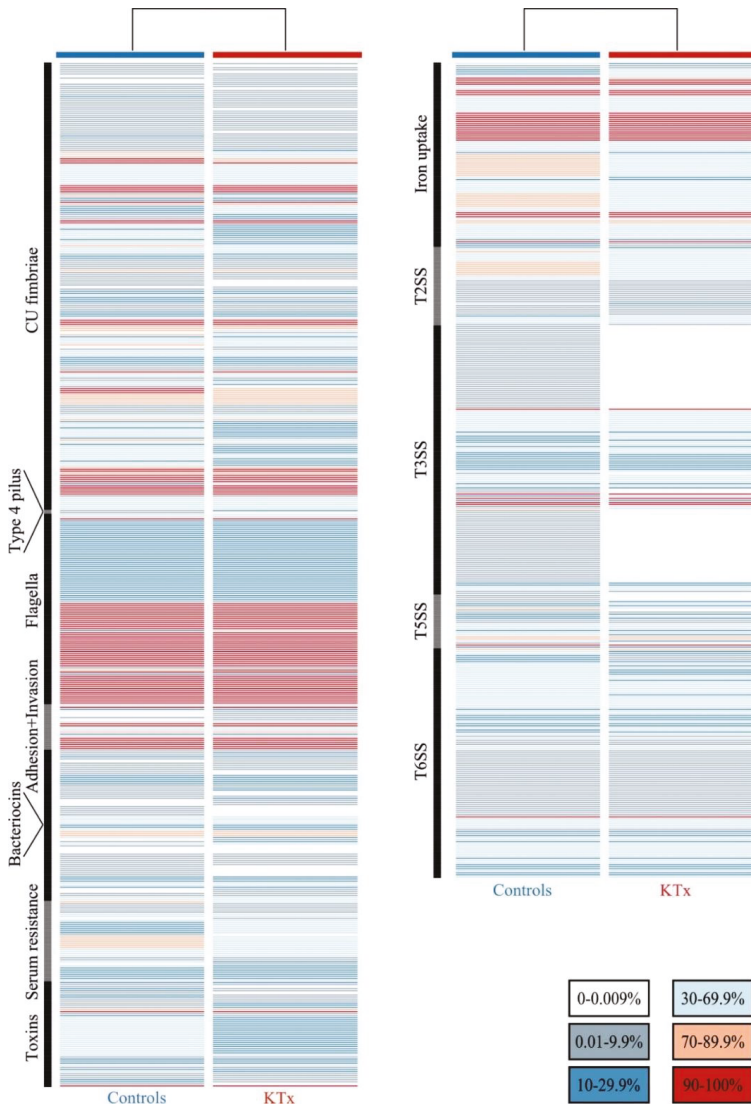 CU fimbriae
Type 4 pilus
Flagella
Adhesion+Invasion
Bacteriocins
Serum resistance
Toxins
Controls
KTx
Iron uptake
T2SS
T3SS
T5SS
T6SS
Controls
KTx
0-0.009%
30-69.9%
0.01-9.9%
70-89.9%
10-29.9%
90-100%